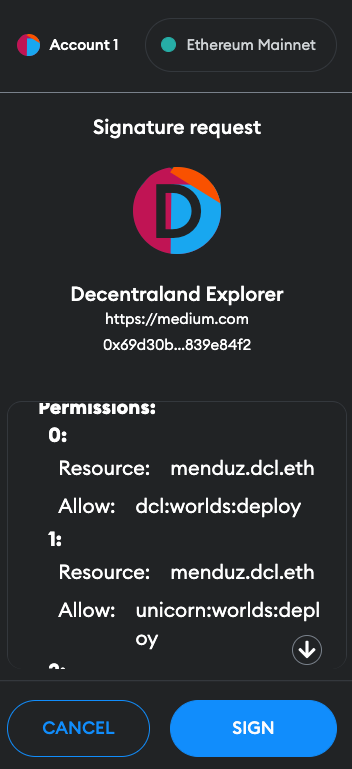 Account 1
Ethereum Mainnet
Signature request
D
Decentraland Explorer
https://medium.com
0x69d30b...839e84f2
Permissions:
0:
Resource: menduz.dcl.eth
Allow: dcl:worlds:deploy
1:
Resource: menduz.dcl.eth
Allow: unicorn:worlds:depl
oy
CANCEL
SIGN